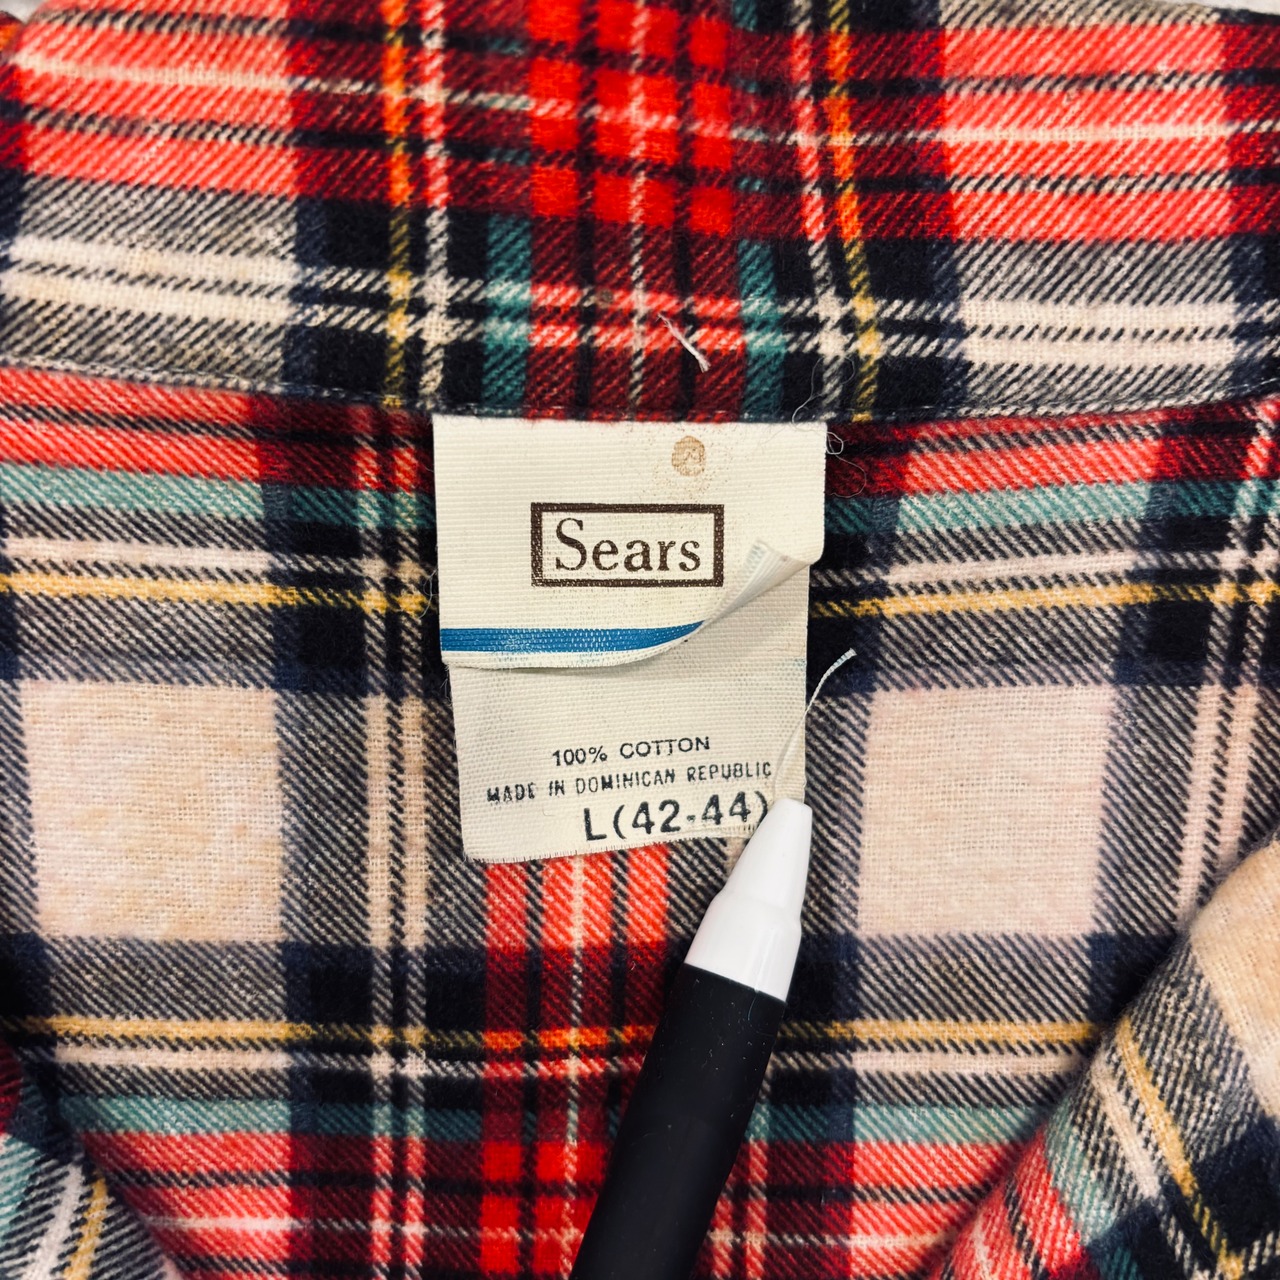 Sears
100% COTTON
MADE IN DOMINICAN REPUBLIC
L(42-44)